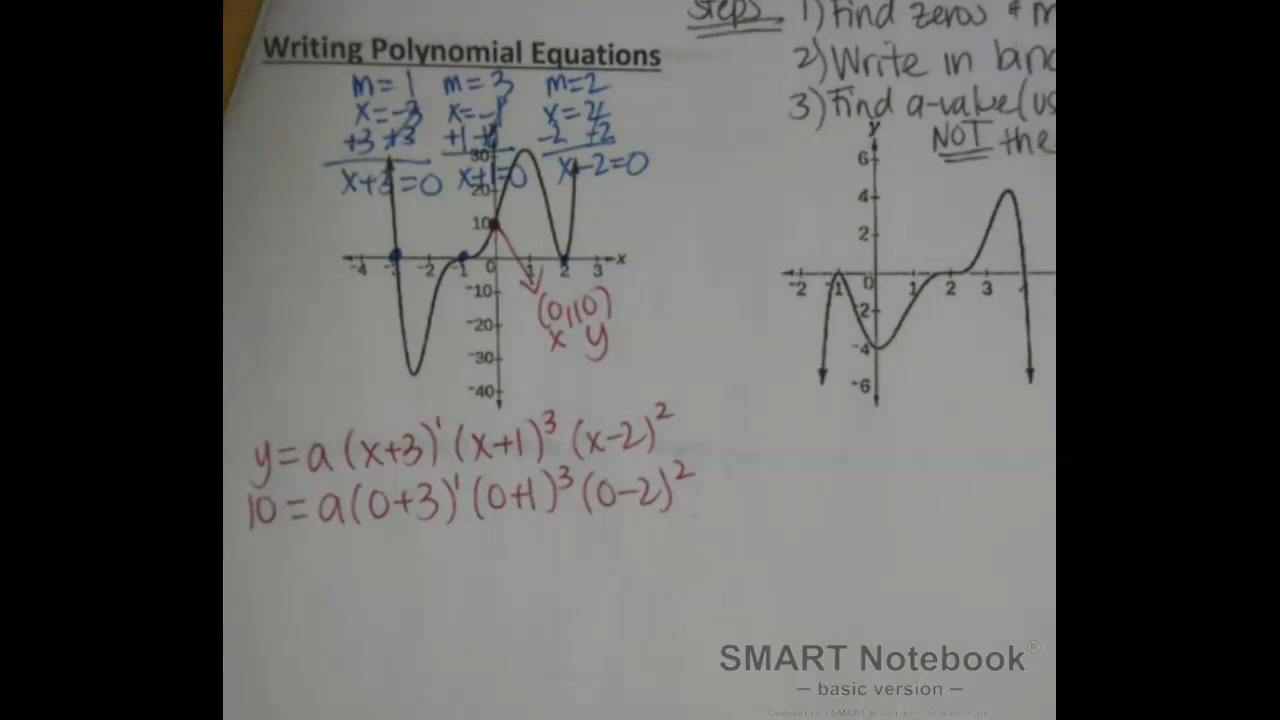 Steps 1) Find zeros & m
Writing Polynomial Equations
2) Write in bino
3) Find a-value (us
NOT the
m=1 m=3 m=2
x=-3 x=-1 x=2
+3 +3 +1 +1 -2 +2
x+3=0 x+1=0 x-2=0
30
20
10
-4 -2 -1 0 1 2 3 x
-10
-20
-30
-40
(0,10)
x y
y
6
4
2
-2 -1 0 1 2 3
-2
-4
-6
y=a(x+3)¹(x+1)³(x-2)²
10=a(0+3)¹(0+1)³(0-2)²
SMART Notebook®
— basic version —